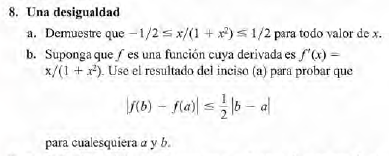 8. Una desigualdad
a. Demuestre que −1/2 ≤ x/(1 + x²) ≤ 1/2 para todo valor de x.
b. Suponga que f es una función cuya derivada es f'(x) =
x/(1 + x²). Use el resultado del inciso (a) para probar que
|f(b) − f(a)| ≤ 1/2 |b − a|
para cualesquiera a y b.